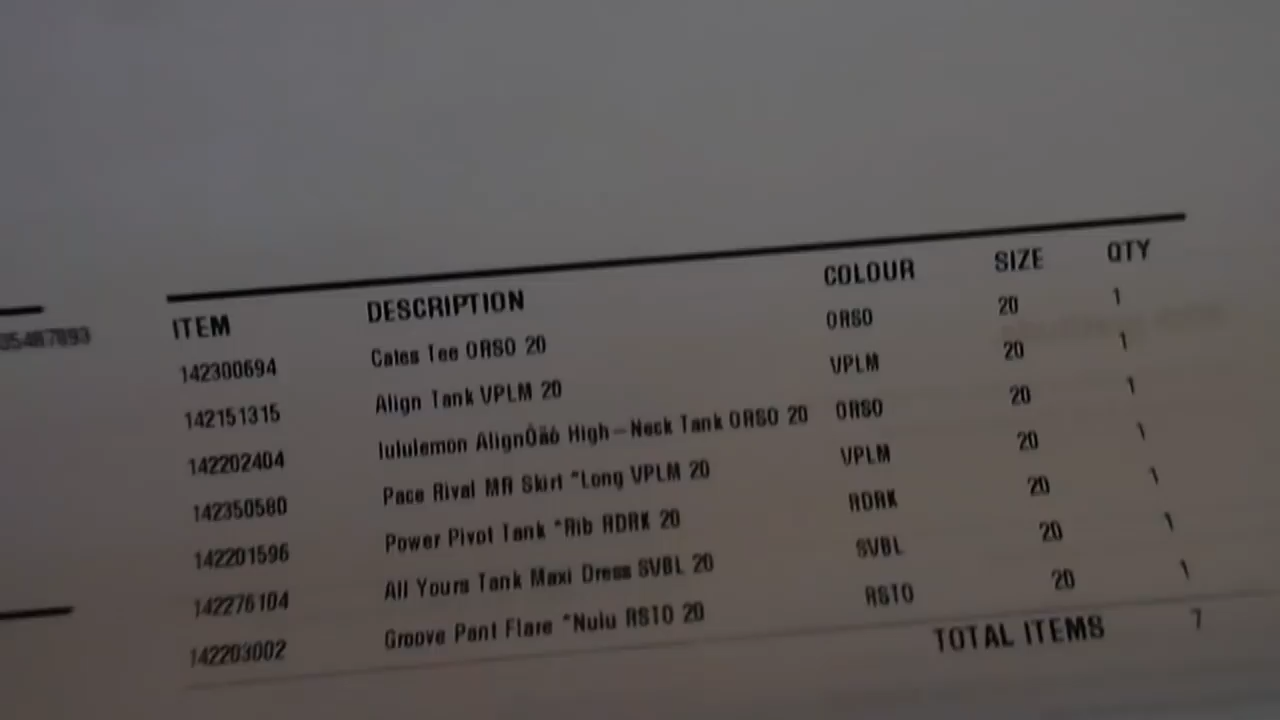 ITEM DESCRIPTION COLOUR SIZE QTY
142300694 Cates Tee ORSO 20 ORSO 20 1
142151315 Align Tank VPLM 20 VPLM 20 1
142202404 lululemon AlignÔäó High-Neck Tank ORSO 20 ORSO 20 1
142350580 Pace Rival MR Skirt *Long VPLM 20 VPLM 20 1
142201596 Power Pivot Tank *Rib RDRK 20 RDRK 20 1
142276104 All Yours Tank Maxi Dress SVBL 20 SVBL 20 1
142203002 Groove Pant Flare *Nulu RSTO 20 RSTO 20 1
TOTAL ITEMS 7